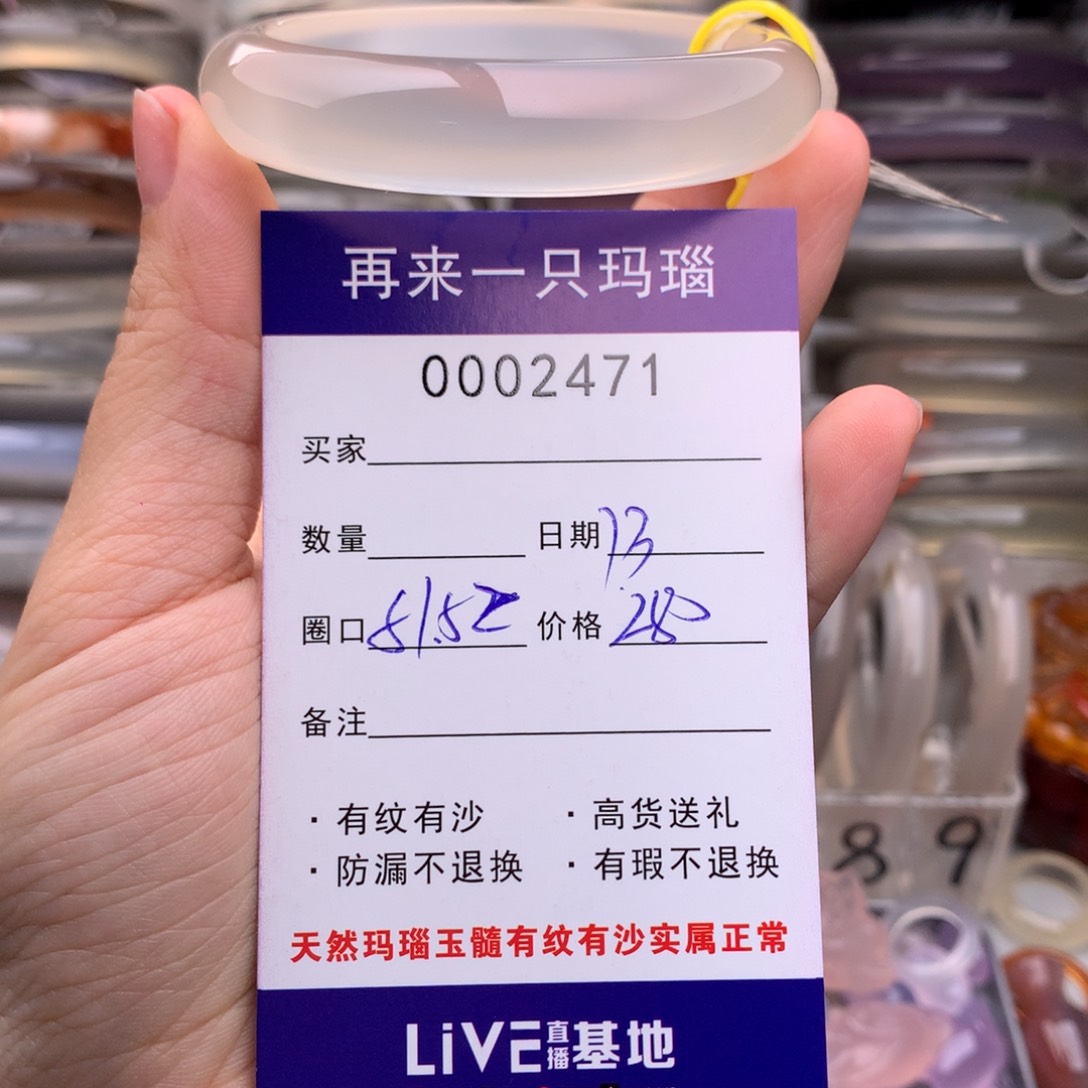 再来一只玛瑙
0002471
买家
数量 日期 13
圈口 51.52 价格 280
备注
· 有纹有沙 · 高货送礼
· 防漏不退换 · 有瑕不退换
天然玛瑙玉髓有纹有沙实属正常
LiVE直播基地
8 9